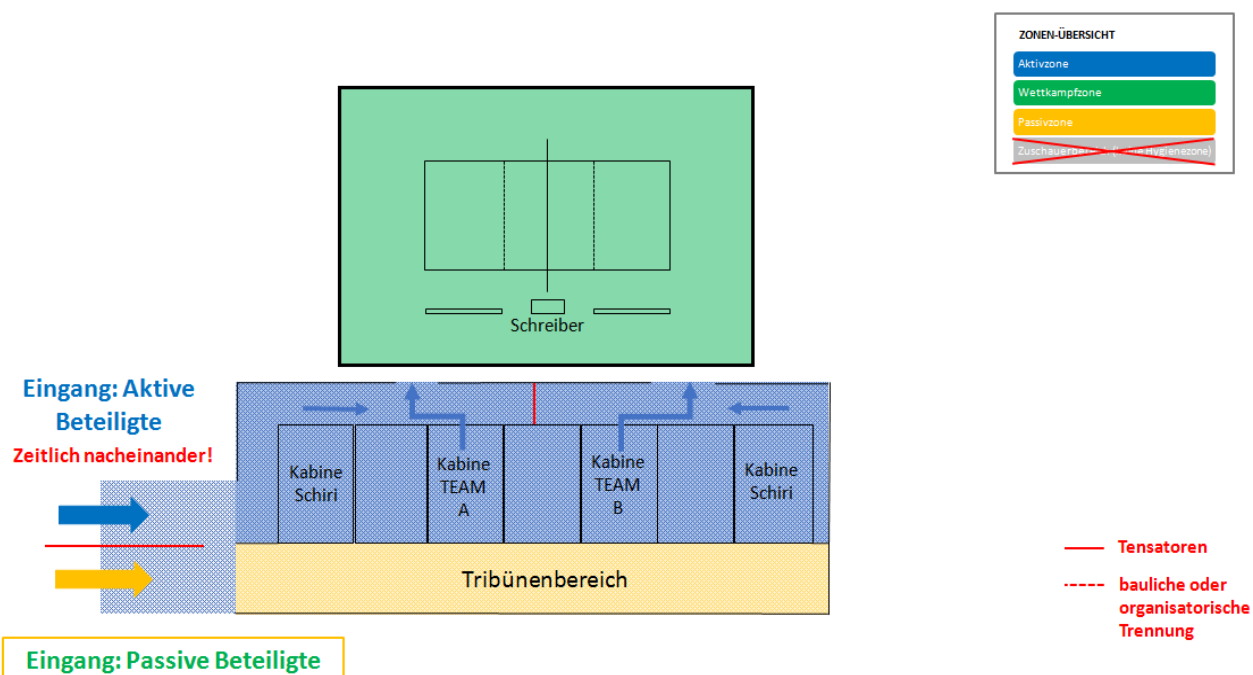 ZONEN-ÜBERSICHT
Aktivzone
Wettkampfzone
Passivzone
Hygienezone)
Schreiber
Eingang: Aktive
Beteiligte
Zeitlich nacheinander!
Kabine
Schiri
Kabine
TEAM
A
Kabine
TEAM
B
Kabine
Schiri
Tribünenbereich
Tensatoren
bauliche oder
organisatorische
Trennung
Eingang: Passive Beteiligte